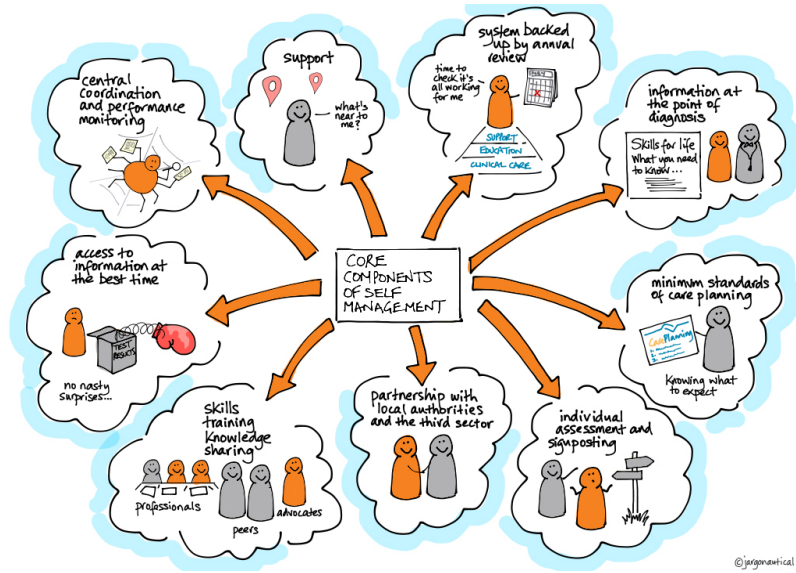 central
coordination
and performance
monitoring
support
what's
near to
me?
system backed
up by annual
review
time to
check it's
all working
for me
SUPPORT
EDUCATION
CLINICAL CARE
information at
the point of
diagnosis
Skills for life
What you need
to know...
access to
information at
the best time
TEST
RESULTS
no nasty
surprises...
CORE
COMPONENTS
OF SELF
MANAGEMENT
minimum standards
of care planning
Care Planning
Knowing what
to expect
skills
training
knowledge
sharing
professionals
peers
advocates
partnership with
local authorities
and the third sector
individual
assessment and
signposting
©jargonautical